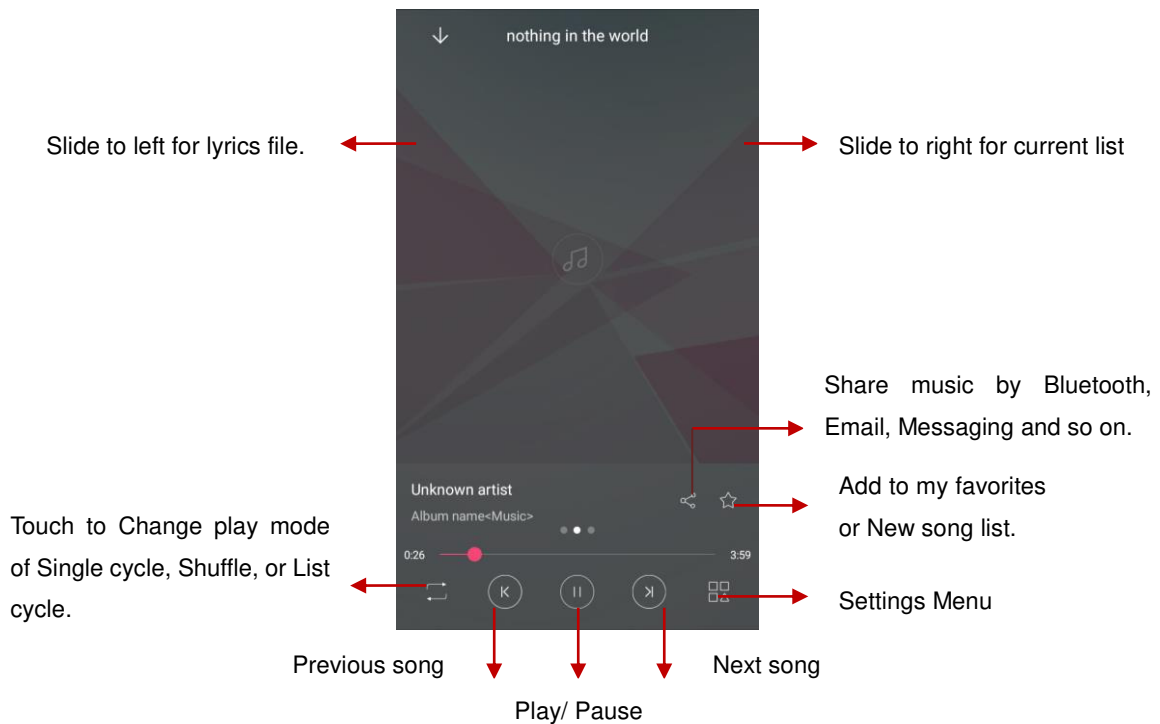 nothing in the world
Slide to left for lyrics file.
Slide to right for current list
Share music by Bluetooth,
Email, Messaging and so on.
Unknown artist
Album name<Music>
Add to my favorites
or New song list.
Touch to Change play mode
of Single cycle, Shuffle, or List
cycle.
0:26
3:59
Settings Menu
Previous song
Next song
Play/ Pause